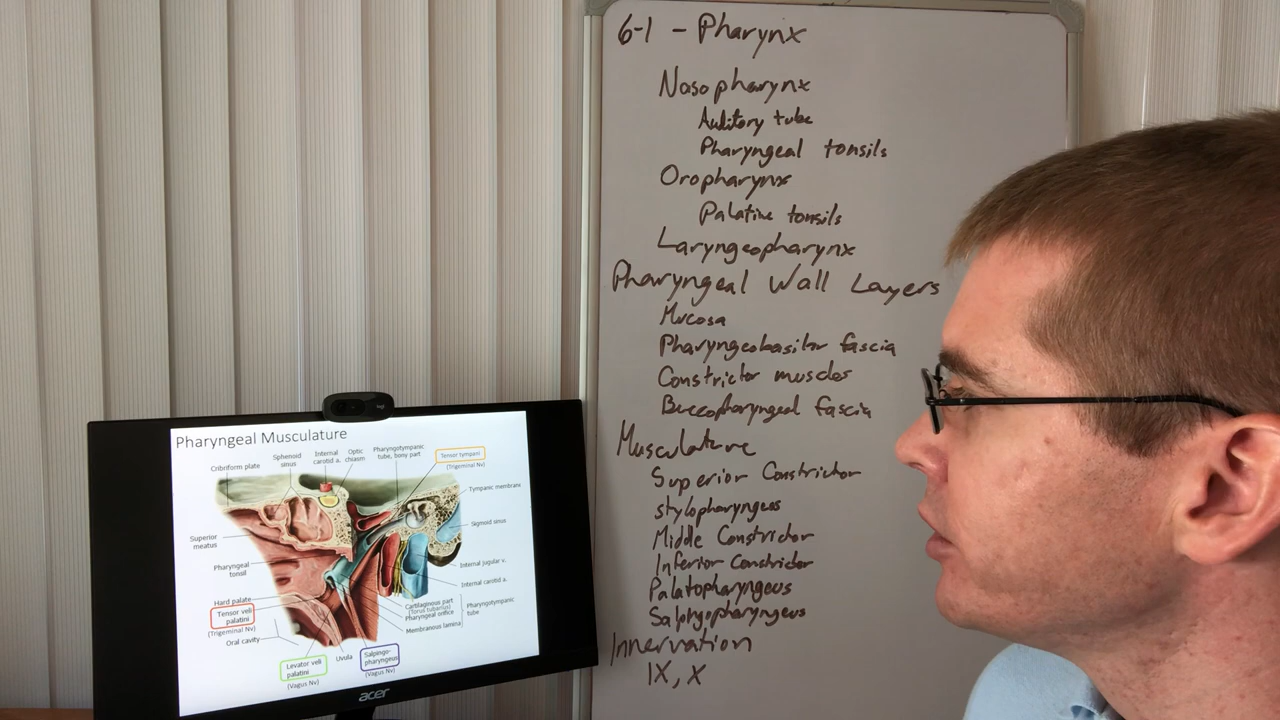 6-1 - Pharynx
Nasopharynx
Auditory tube
Pharyngeal tonsils
Oropharynx
Palatine tonsils
Laryngeopharynx
Pharyngeal Wall Layers
Mucosa
Pharyngeobasilar fascia
Constrictor muscles
Buccopharyngeal fascia
Musculature
Superior Constrictor
stylopharyngeus
Middle Constrictor
Inferior Constrictor
Palatopharyngeus
Salpingopharyngeus
Innervation
IX, X
Pharyngeal Musculature
Cribriform plate
Sphenoid
sinus
Internal
carotid a.
Optic
chiasm
Pharyngotympanic
tube, bony part
Tensor tympani
(Trigeminal Nv)
Tympanic membrane
Sigmoid sinus
Superior
meatus
Pharyngeal
tonsil
Internal jugular v.
Internal carotid a.
Hard palate
Tensor veli
palatini
(Trigeminal Nv)
Oral cavity
Cartilaginous part
(Torus tubarius)
Pharyngeal orifice
Membranous lamina
Pharyngotympanic
tube
Levator veli
palatini
(Vagus Nv)
Uvula
Salpingo-
pharyngeus
(Vagus Nv)
acer